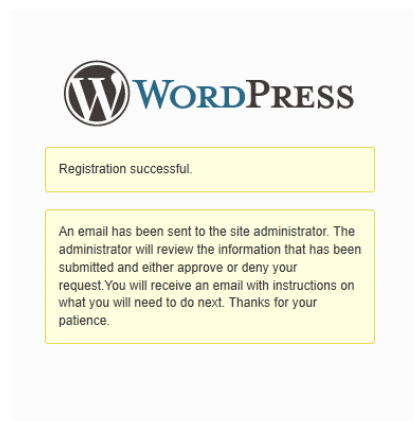 WORDPRESS
Registration successful.
An email has been sent to the site administrator. The
administrator will review the information that has been
submitted and either approve or deny your
request.You will receive an email with instructions on
what you will need to do next. Thanks for your
patience.